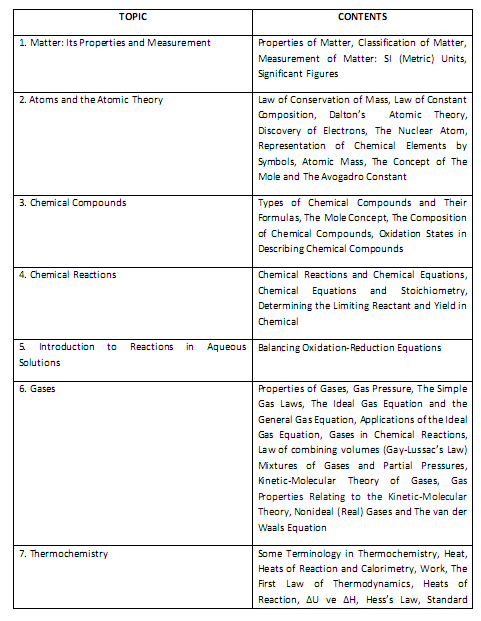 TOPIC
CONTENTS
1. Matter: Its Properties and Measurement
Properties of Matter, Classification of Matter,
Measurement of Matter: SI (Metric) Units,
Significant Figures
2. Atoms and the Atomic Theory
Law of Conservation of Mass, Law of Constant
Composition, Dalton's Atomic Theory,
Discovery of Electrons, The Nuclear Atom,
Representation of Chemical Elements by
Symbols, Atomic Mass, The Concept of The
Mole and The Avogadro Constant
3. Chemical Compounds
Types of Chemical Compounds and Their
Formulas, The Mole Concept, The Composition
of Chemical Compounds, Oxidation States in
Describing Chemical Compounds
4. Chemical Reactions
Chemical Reactions and Chemical Equations,
Chemical Equations and Stoichiometry,
Determining the Limiting Reactant and Yield in
Chemical
5. Introduction to Reactions in Aqueous
Solutions
Balancing Oxidation-Reduction Equations
6. Gases
Properties of Gases, Gas Pressure, The Simple
Gas Laws, The Ideal Gas Equation and the
General Gas Equation, Applications of the Ideal
Gas Equation, Gases in Chemical Reactions,
Law of combining volumes (Gay-Lussac's Law)
Mixtures of Gases and Partial Pressures,
Kinetic-Molecular Theory of Gases, Gas
Properties Relating to the Kinetic-Molecular
Theory, Nonideal (Real) Gases and The van der
Waals Equation
7. Thermochemistry
Some Terminology in Thermochemistry, Heat,
Heats of Reaction and Calorimetry, Work, The
First Law of Thermodynamics, Heats of
Reaction, ΔU ve ΔH, Hess's Law, Standard